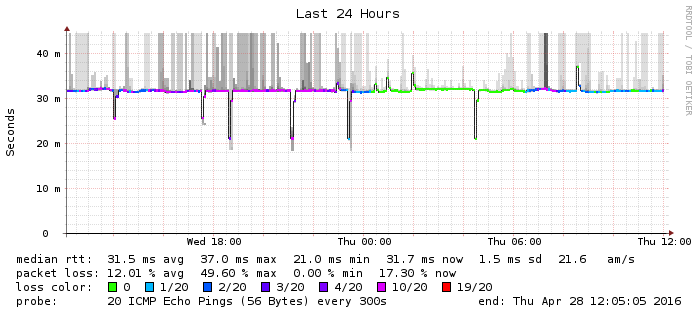 Last 24 Hours
RRDTOOL / TOBI OETIKER
Seconds
40 m
30 m
20 m
10 m
0
Wed 18:00 Thu 00:00 Thu 06:00 Thu 12:00
median rtt: 31.5 ms avg 37.0 ms max 21.0 ms min 31.7 ms now 1.5 ms sd 21.6 am/s
packet loss: 12.01 % avg 49.60 % max 0.00 % min 17.30 % now
loss color: 0 1/20 2/20 3/20 4/20 10/20 19/20
probe: 20 ICMP Echo Pings (56 Bytes) every 300s end: Thu Apr 28 12:05:05 2016